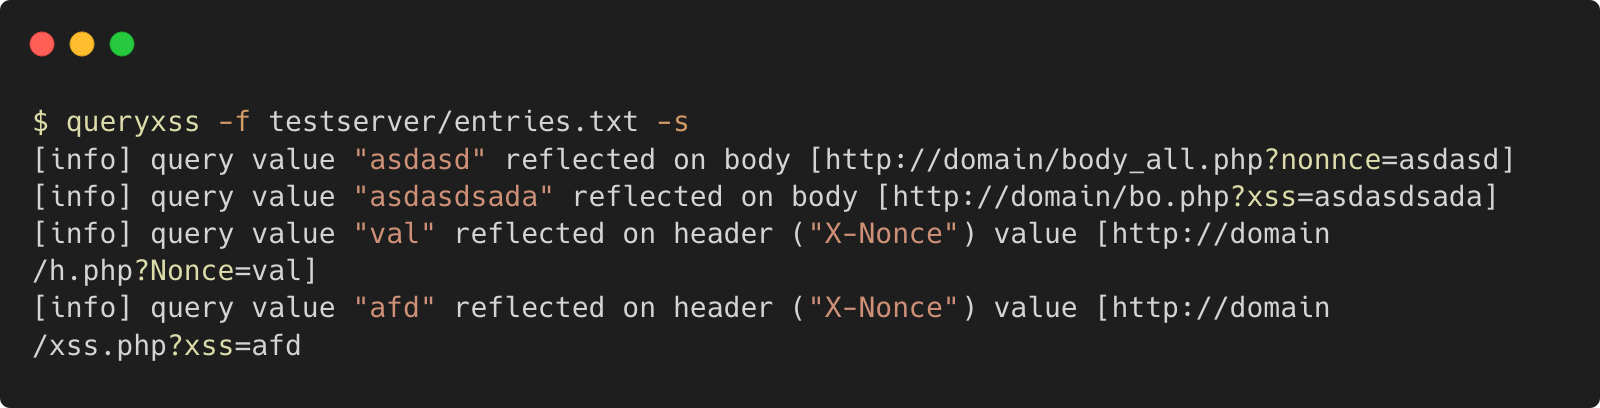 $ queryxss -f testserver/entries.txt -s
[info] query value "asdasd" reflected on body [http://domain/body_all.php?nonnce=asdasd]
[info] query value "asdasdsada" reflected on body [http://domain/bo.php?xss=asdasdsada]
[info] query value "val" reflected on header ("X-Nonce") value [http://domain
/h.php?Nonce=val]
[info] query value "afd" reflected on header ("X-Nonce") value [http://domain
/xss.php?xss=afd